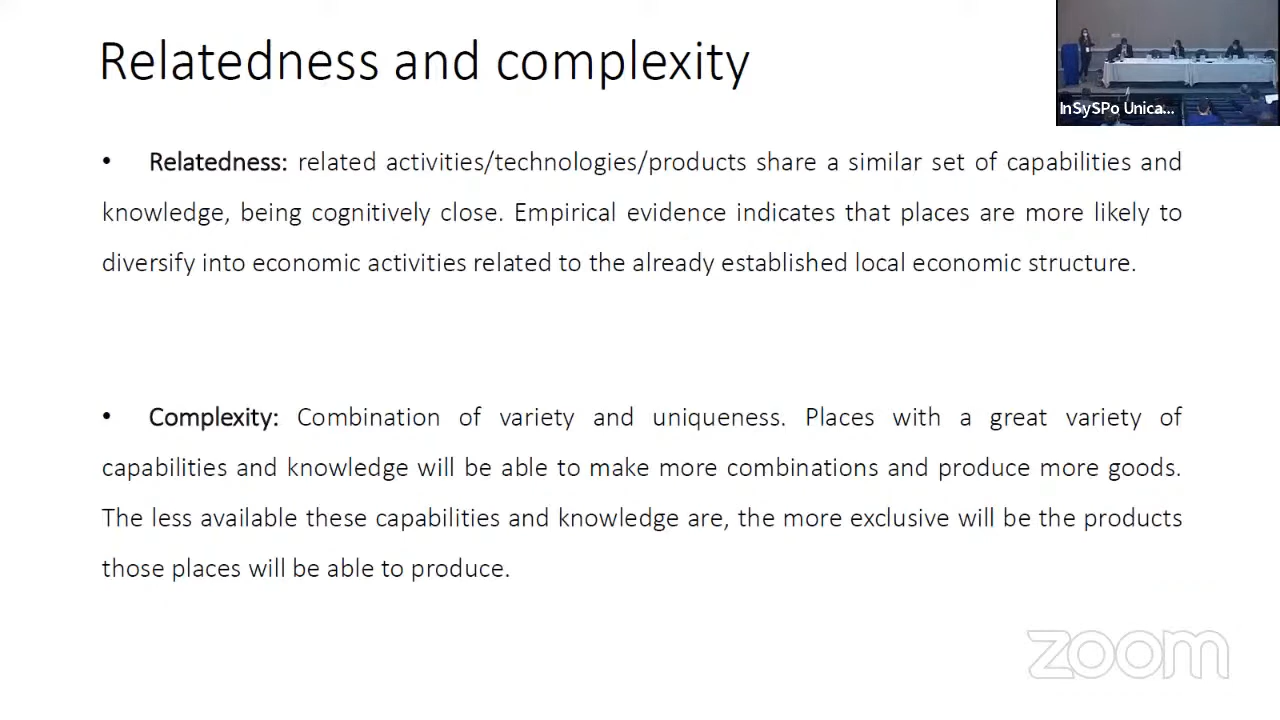 Relatedness and complexity
InSySPo Unica...
• Relatedness: related activities/technologies/products share a similar set of capabilities and
knowledge, being cognitively close. Empirical evidence indicates that places are more likely to
diversify into economic activities related to the already established local economic structure.
• Complexity: Combination of variety and uniqueness. Places with a great variety of
capabilities and knowledge will be able to make more combinations and produce more goods.
The less available these capabilities and knowledge are, the more exclusive will be the products
those places will be able to produce.
zoom